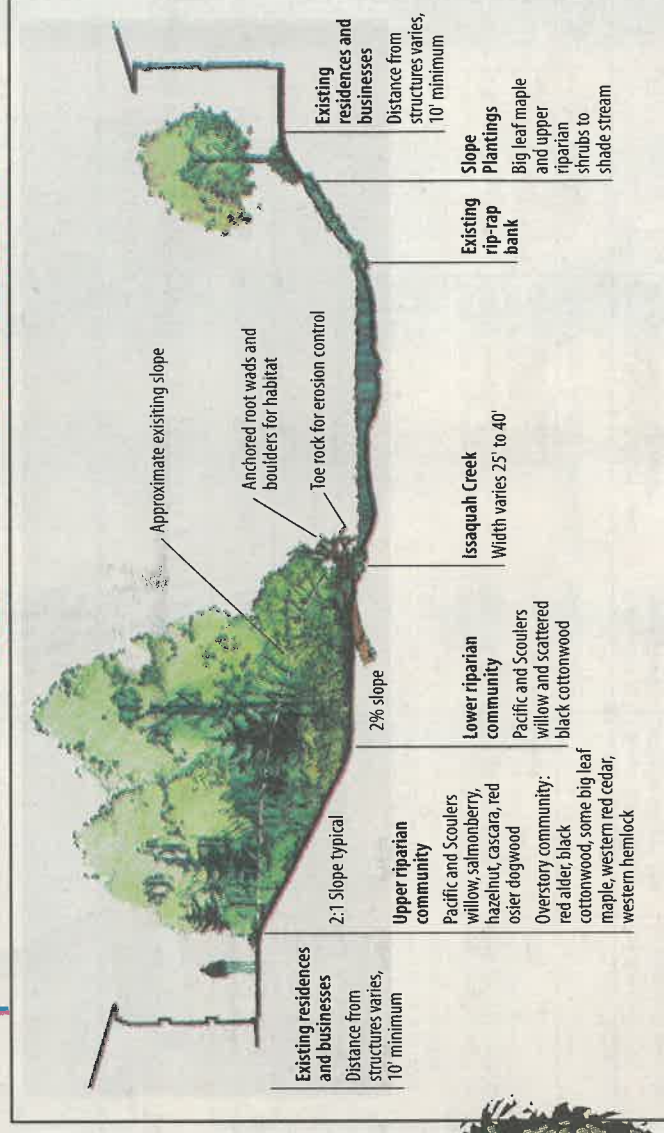 Approximate exisiting slope
Anchored root wads and
boulders for habitat
Toe rock for erosion control
2:1 Slope typical
2% slope
Existing residences
and businesses
Distance from
structures varies,
10' minimum
Upper riparian
community
Pacific and Scoulers
willow, salmonberry,
hazelnut, cascara, red
osier dogwood
Overstory community:
red alder, black
cottonwood, some big leaf
maple, western red cedar,
western hemlock
Lower riparian
community
Pacific and Scoulers
willow and scattered
black cottonwood
Issaquah Creek
Width varies 25' to 40'
Existing
rip-rap
bank
Slope
Plantings
Big leaf maple
and upper
riparian
shrubs to
shade stream
Existing
residences and
businesses
Distance from
structures varies,
10' minimum